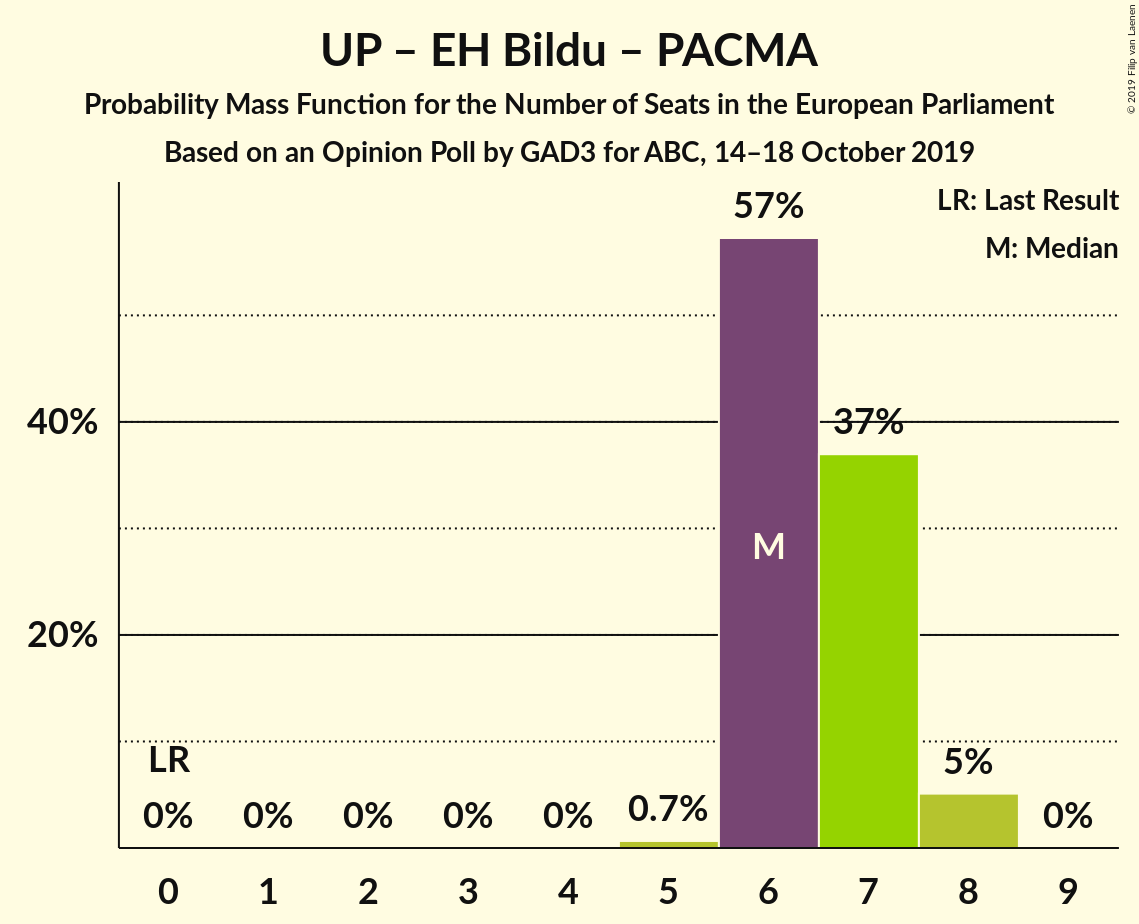 UP – EH Bildu – PACMA
Probability Mass Function for the Number of Seats in the European Parliament
Based on an Opinion Poll by GAD3 for ABC, 14–18 October 2019
© 2019 Filip van Laenen
LR: Last Result
M: Median
57%
40%
37%
M
20%
LR
5%
0% 0% 0% 0% 0% 0.7% 0%
0 1 2 3 4 5 6 7 8 9